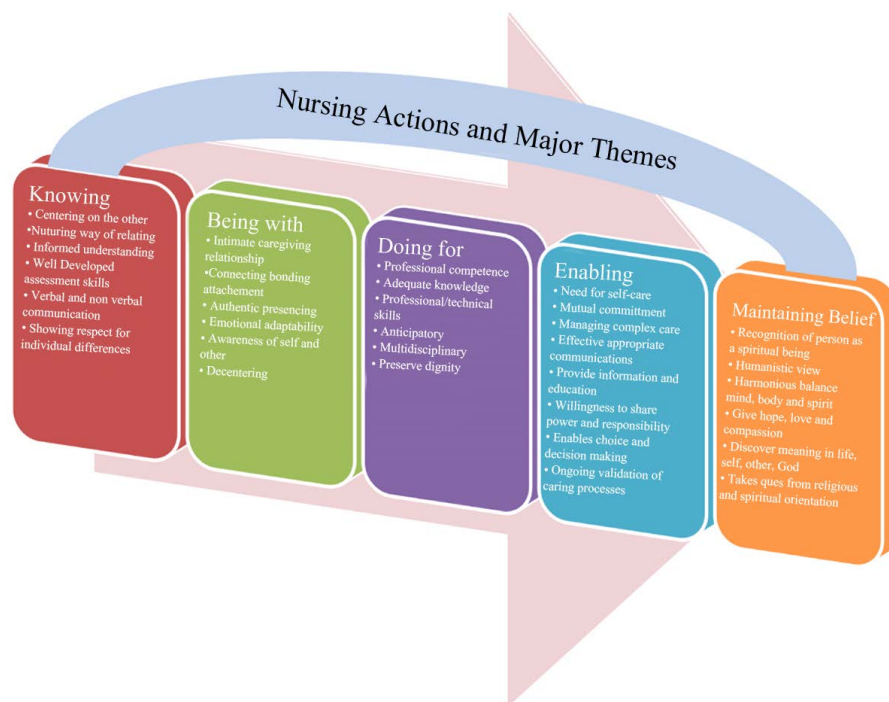 Nursing Actions and Major Themes
Knowing
• Centering on the other
•Nuturing way of relating
• Informed understanding
• Well Developed
assessment skills
• Verbal and non verbal
communication
• Showing respect for
individual differences
Being with
• Intimate caregiving
relationship
•Connecting bonding
attachement
• Authentic presencing
• Emotional adaptability
• Awareness of self and
other
• Decentering
Doing for
• Professional competence
• Adequate knowledge
• Professional/technical
skills
• Anticipatory
• Multidisciplinary
• Preserve dignity
Enabling
• Need for self-care
• Mutual commitment
• Managing complex care
• Effective appropriate
communications
• Provide information and
education
• Willingness to share
power and responsibility
• Enables choice and
decision making
• Ongoing validation of
caring processes
Maintaining Belief
• Recognition of person as
a spiritual being
• Humanistic view
• Harmonious balance
mind, body and spirit
• Give hope, love and
compassion
• Discover meaning in life,
self, other, God
• Takes ques from religious
and spiritual orientation